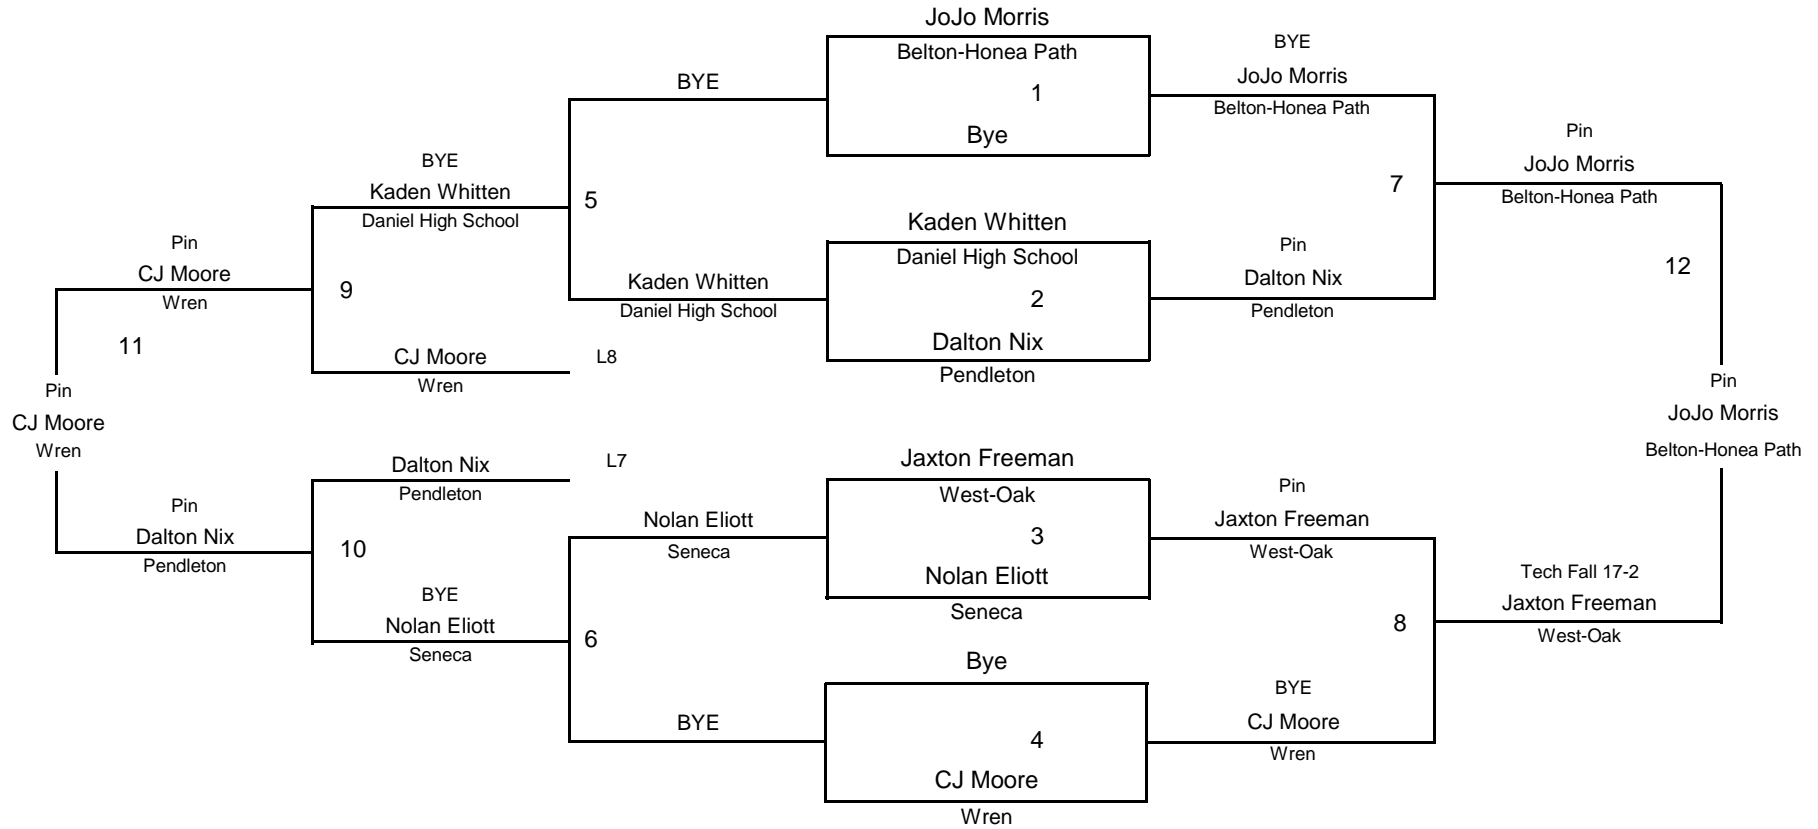 JoJo Morris
Belton-Honea Path
1
Bye
Kaden Whitten
Daniel High School
2
Dalton Nix
Pendleton
Jaxton Freeman
West-Oak
3
Nolan Eliott
Seneca
Bye
4
CJ Moore
Wren
BYE
JoJo Morris
Belton-Honea Path
7
Pin
Dalton Nix
Pendleton
Pin
Jaxton Freeman
West-Oak
8
BYE
CJ Moore
Wren
Pin
JoJo Morris
Belton-Honea Path
12
Tech Fall 17-2
Jaxton Freeman
West-Oak
Pin
JoJo Morris
Belton-Honea Path
BYE
5
Kaden Whitten
Daniel High School
Nolan Eliott
Seneca
6
BYE
BYE
Kaden Whitten
Daniel High School
9
CJ Moore
L8
Wren
Dalton Nix
L7
Pendleton
10
BYE
Nolan Eliott
Seneca
Pin
CJ Moore
Wren
11
Pin
Dalton Nix
Pendleton
Pin
CJ Moore
Wren